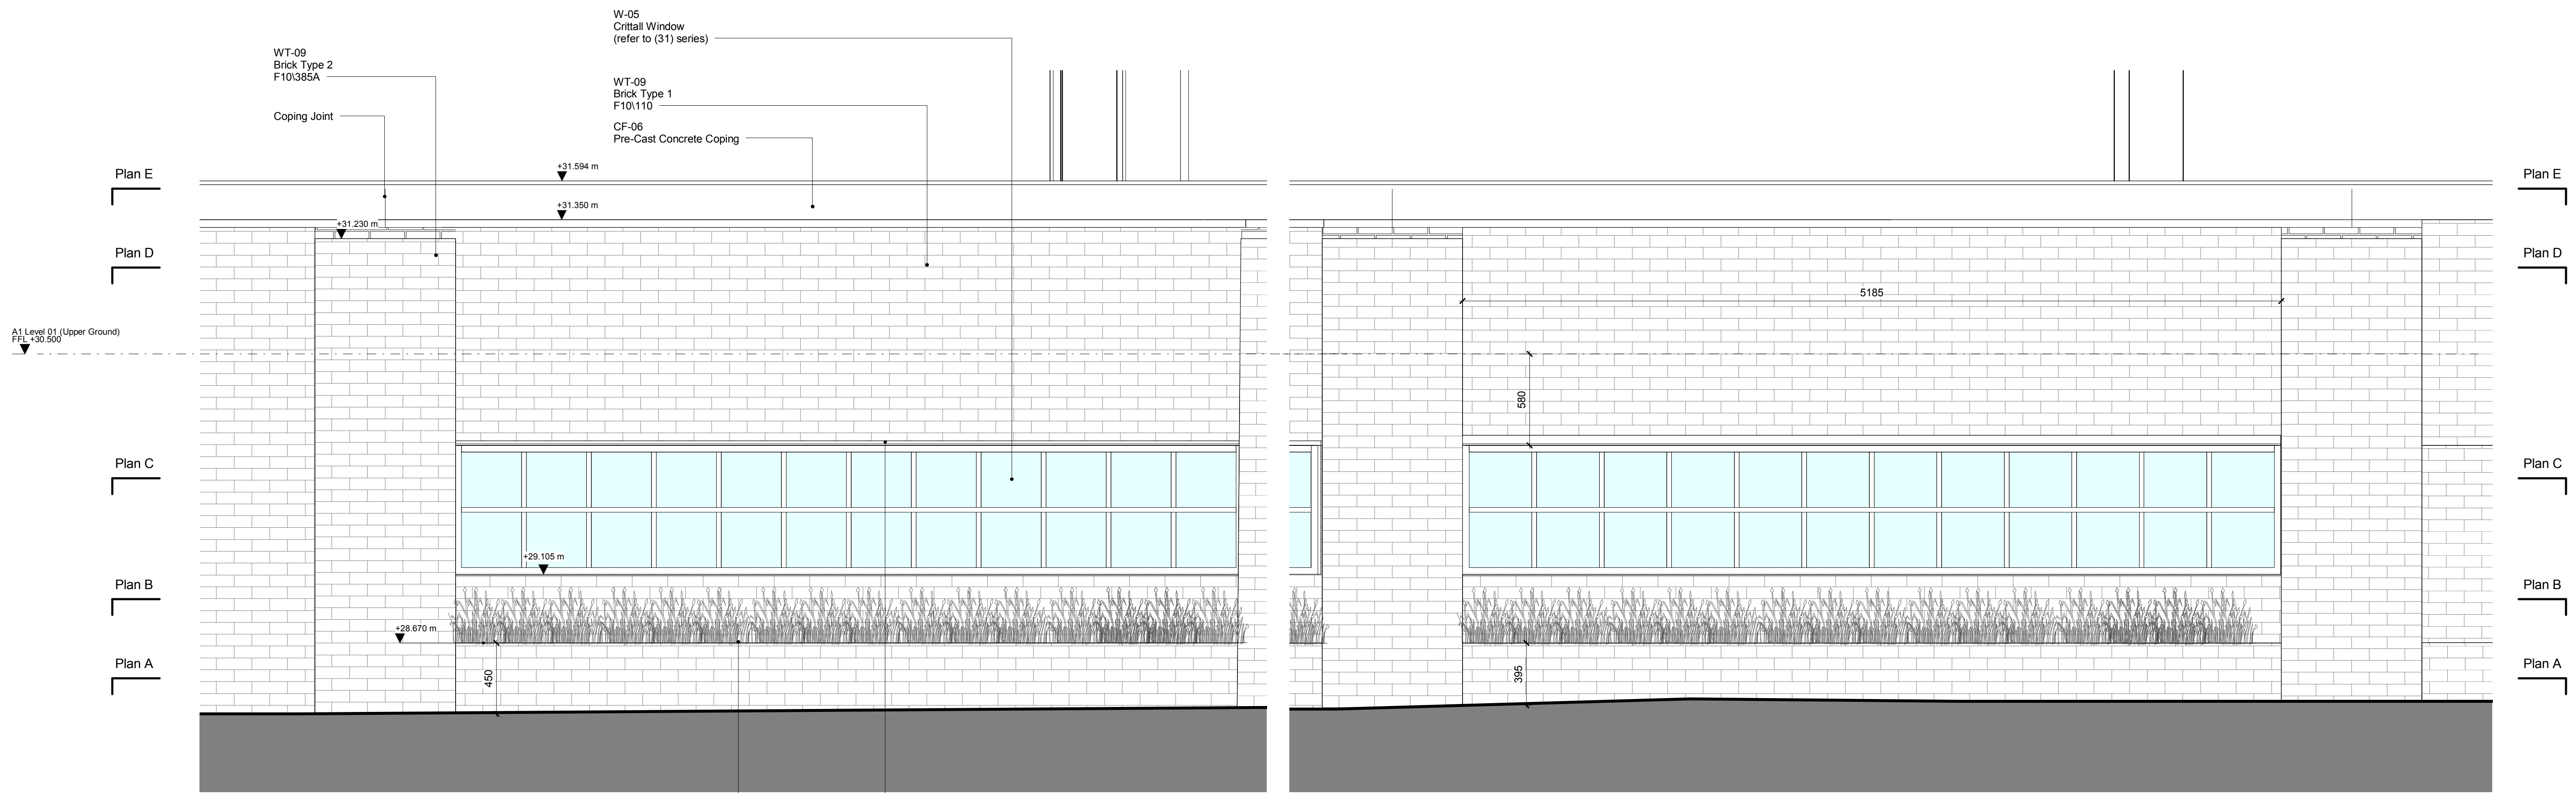 W-05
Crittall Window
(refer to (31) series)
WT-09
Brick Type 2
F10\385A
WT-09
Brick Type 1
F10\110
Coping Joint
CF-06
Pre-Cast Concrete Coping
+31.594 m
Plan E
Plan E
+31.350 m
+31.230 m
Plan D
Plan D
5185
A1 Level 01 (Upper Ground)
FFL +30.500
580
Plan C
Plan C
+29.105 m
Plan B
Plan B
+28.670 m
Plan A
Plan A
450
395